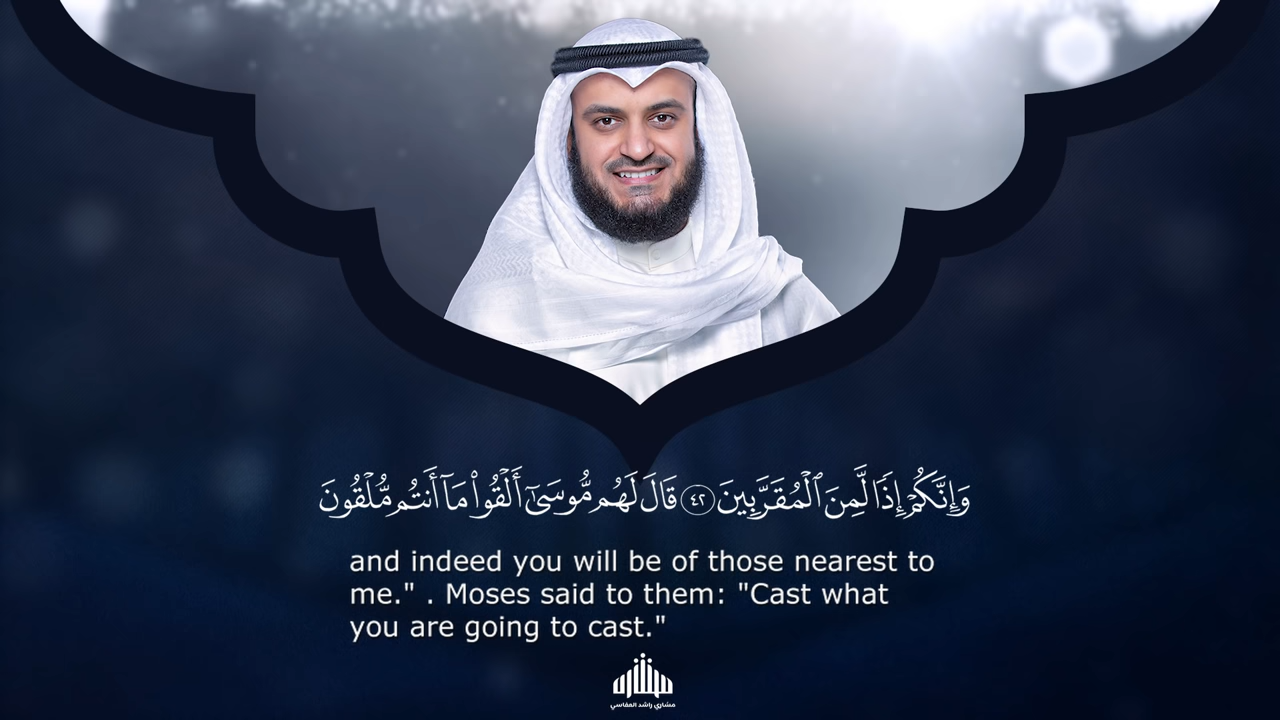 وَإِنَّكُمْ إِذًا لَّمِنَ ٱلْمُقَرَّبِينَ ٤٢ قَالَ لَهُم مُّوسَىٰٓ أَلْقُوا۟ مَآ أَنتُم مُّلْقُونَ
and indeed you will be of those nearest to
me." . Moses said to them: "Cast what
you are going to cast."
مشاري راشد العفاسي